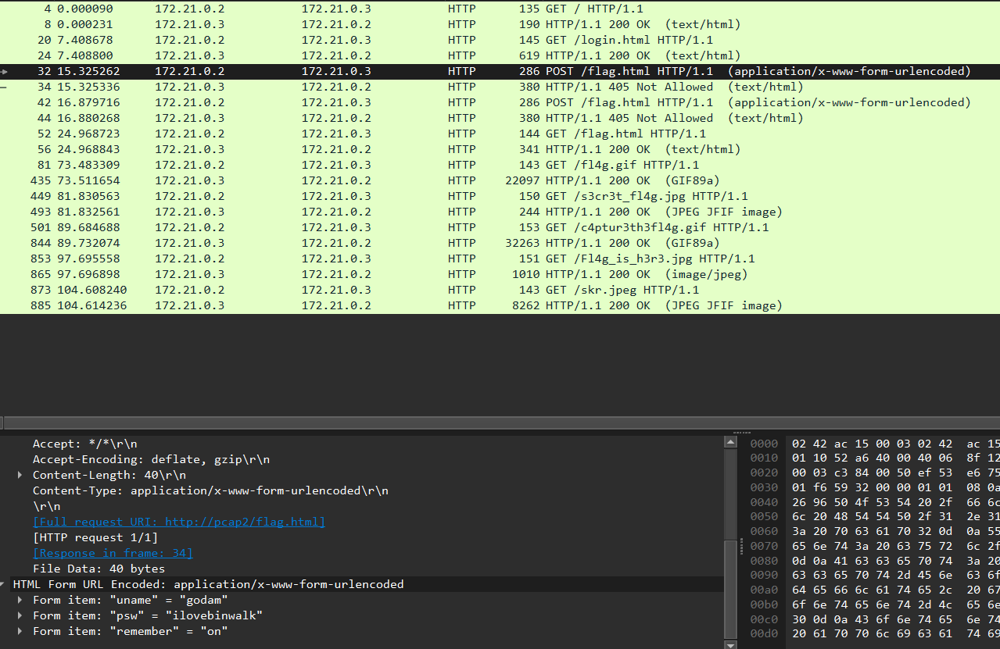 4 0.000090 172.21.0.2 172.21.0.3 HTTP 135 GET / HTTP/1.1
8 0.000231 172.21.0.3 172.21.0.2 HTTP 190 HTTP/1.1 200 OK (text/html)
20 7.408678 172.21.0.2 172.21.0.3 HTTP 145 GET /login.html HTTP/1.1
24 7.408800 172.21.0.3 172.21.0.2 HTTP 619 HTTP/1.1 200 OK (text/html)
32 15.325262 172.21.0.2 172.21.0.3 HTTP 286 POST /flag.html HTTP/1.1 (application/x-www-form-urlencoded)
34 15.325336 172.21.0.3 172.21.0.2 HTTP 380 HTTP/1.1 405 Not Allowed (text/html)
42 16.879716 172.21.0.2 172.21.0.3 HTTP 286 POST /flag.html HTTP/1.1 (application/x-www-form-urlencoded)
44 16.880268 172.21.0.3 172.21.0.2 HTTP 380 HTTP/1.1 405 Not Allowed (text/html)
52 24.968723 172.21.0.2 172.21.0.3 HTTP 144 GET /flag.html HTTP/1.1
56 24.968843 172.21.0.3 172.21.0.2 HTTP 341 HTTP/1.1 200 OK (text/html)
81 73.483309 172.21.0.2 172.21.0.3 HTTP 143 GET /fl4g.gif HTTP/1.1
435 73.511654 172.21.0.3 172.21.0.2 HTTP 22097 HTTP/1.1 200 OK (GIF89a)
449 81.830563 172.21.0.2 172.21.0.3 HTTP 150 GET /s3cr3t_fl4g.jpg HTTP/1.1
493 81.832561 172.21.0.3 172.21.0.2 HTTP 244 HTTP/1.1 200 OK (JPEG JFIF image)
501 89.684688 172.21.0.2 172.21.0.3 HTTP 153 GET /c4ptur3th3fl4g.gif HTTP/1.1
844 89.732074 172.21.0.3 172.21.0.2 HTTP 32263 HTTP/1.1 200 OK (GIF89a)
853 97.695558 172.21.0.2 172.21.0.3 HTTP 151 GET /Fl4g_is_h3r3.jpg HTTP/1.1
865 97.696898 172.21.0.3 172.21.0.2 HTTP 1010 HTTP/1.1 200 OK (image/jpeg)
873 104.608240 172.21.0.2 172.21.0.3 HTTP 143 GET /skr.jpeg HTTP/1.1
885 104.614236 172.21.0.3 172.21.0.2 HTTP 8262 HTTP/1.1 200 OK (JPEG JFIF image)
Accept: */*\r\n
Accept-Encoding: deflate, gzip\r\n
Content-Length: 40\r\n
Content-Type: application/x-www-form-urlencoded\r\n
\r\n
[Full request URI: http://pcap2/flag.html]
[HTTP request 1/1]
[Response in frame: 34]
File Data: 40 bytes
HTML Form URL Encoded: application/x-www-form-urlencoded
Form item: "uname" = "godam"
Form item: "psw" = "ilovebinwalk"
Form item: "remember" = "on"
0000 02 42 ac 15 00 03 02 42 ac 15
0010 01 10 52 a6 40 00 40 06 8f 12
0020 00 03 c3 84 00 50 ef 53 e6 75
0030 01 f6 59 32 00 00 01 01 08 0a
0040 26 96 50 4f 53 54 20 2f 66 6c
0050 6c 20 48 54 54 50 2f 31 2e 31
0060 3a 20 70 63 61 70 32 0d 0a 55
0070 65 6e 74 3a 20 63 75 72 6c 2f
0080 0d 0a 41 63 63 65 70 74 3a 20
0090 63 63 65 70 74 2d 45 6e 63 6f
00a0 64 65 66 6c 61 74 65 2c 20 67
00b0 6f 6e 74 65 6e 74 2d 4c 65 6e
00c0 30 0d 0a 43 6f 6e 74 65 6e 74
00d0 20 61 70 70 6c 69 63 61 74 69